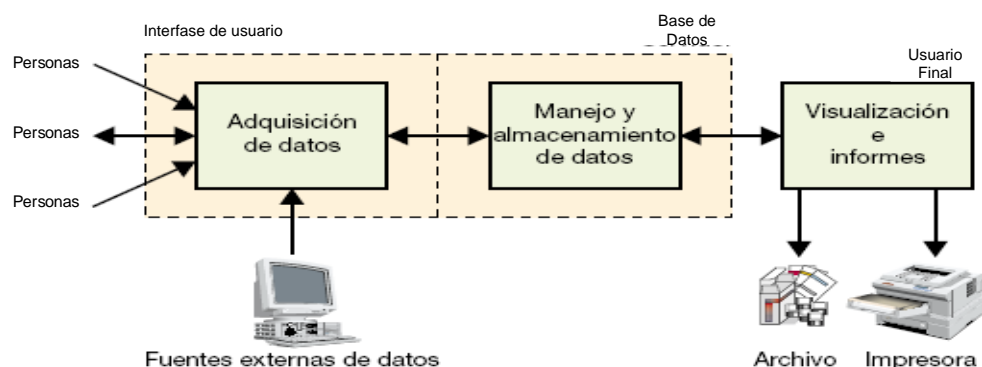 Interfase de usuario
Base de
Datos
Usuario
Final
Personas
Personas
Personas
Adquisición
de datos
Manejo y
almacenamiento
de datos
Visualización
e
informes
Fuentes externas de datos
Archivo
Impresora